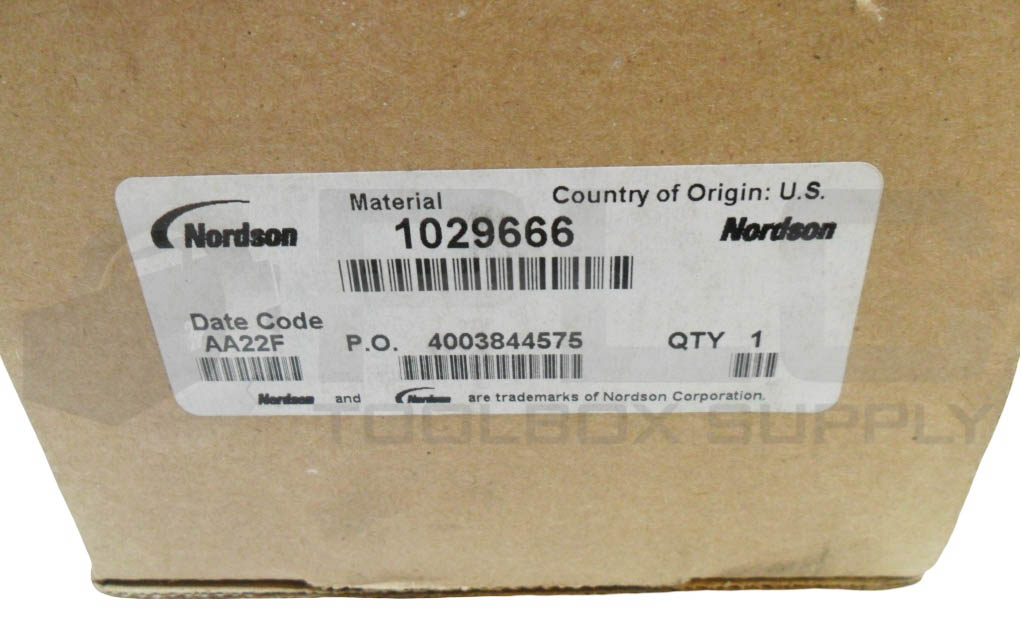 Material Country of Origin: U.S.
Nordson 1029666 Nordson
Date Code
AA22F P.O. 4003844575 QTY 1
Nordson and Nordson are trademarks of Nordson Corporation.
PLC
TOOLBOX SUPPLY